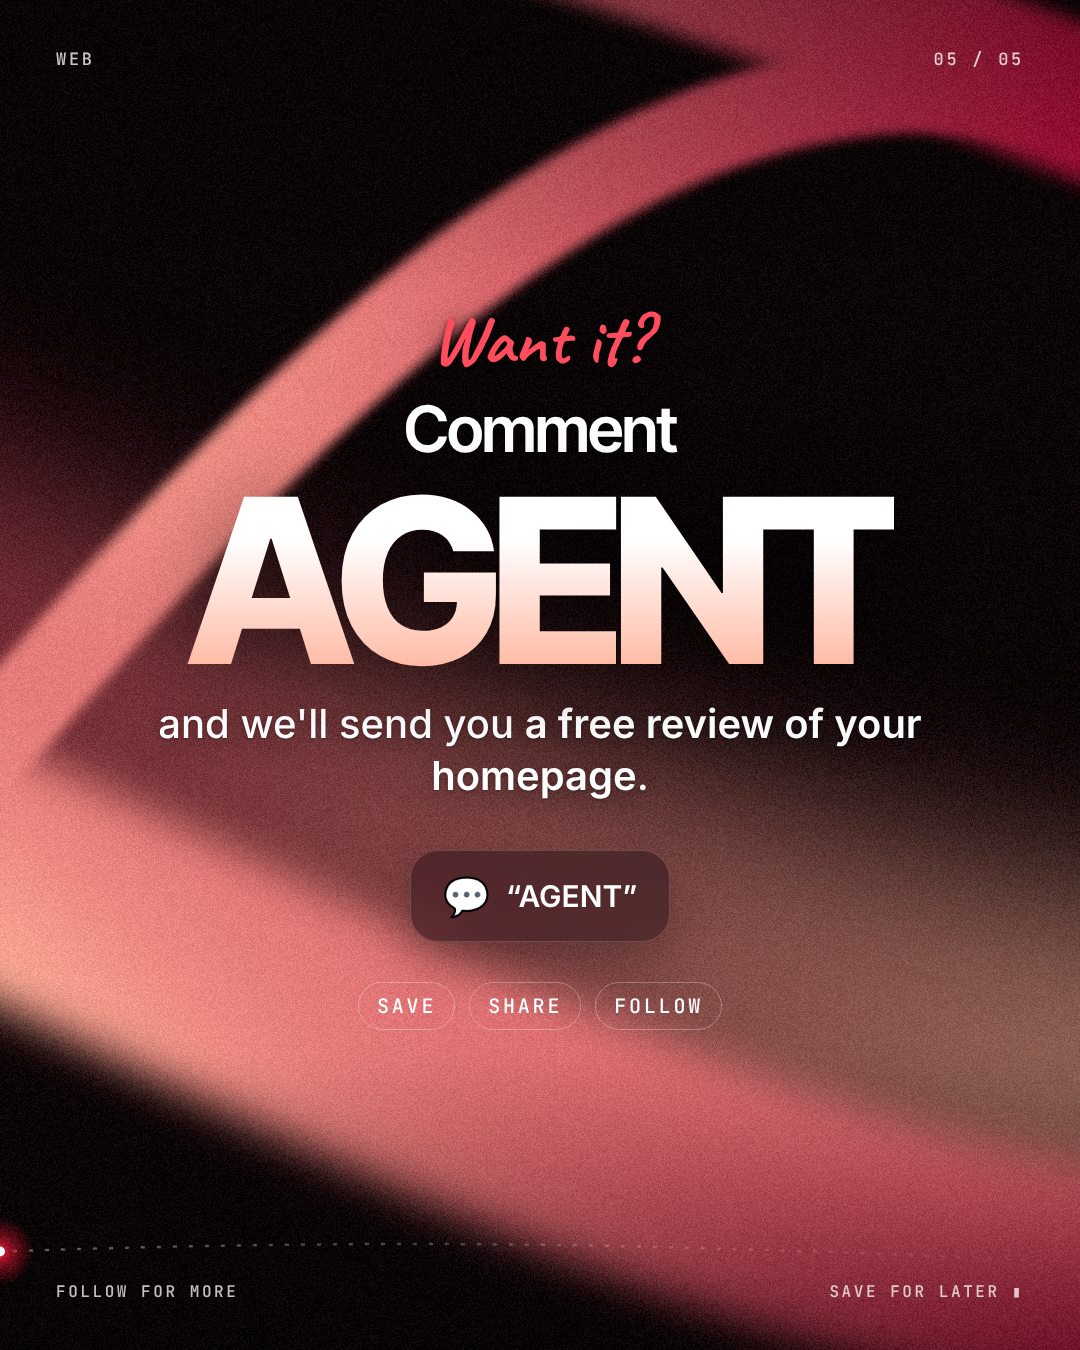 WEB
05 / 05
Want it?
Comment
AGENT
and we'll send you a free review of your
homepage.
💬 “AGENT”
SAVE
SHARE
FOLLOW
FOLLOW FOR MORE
SAVE FOR LATER ▮